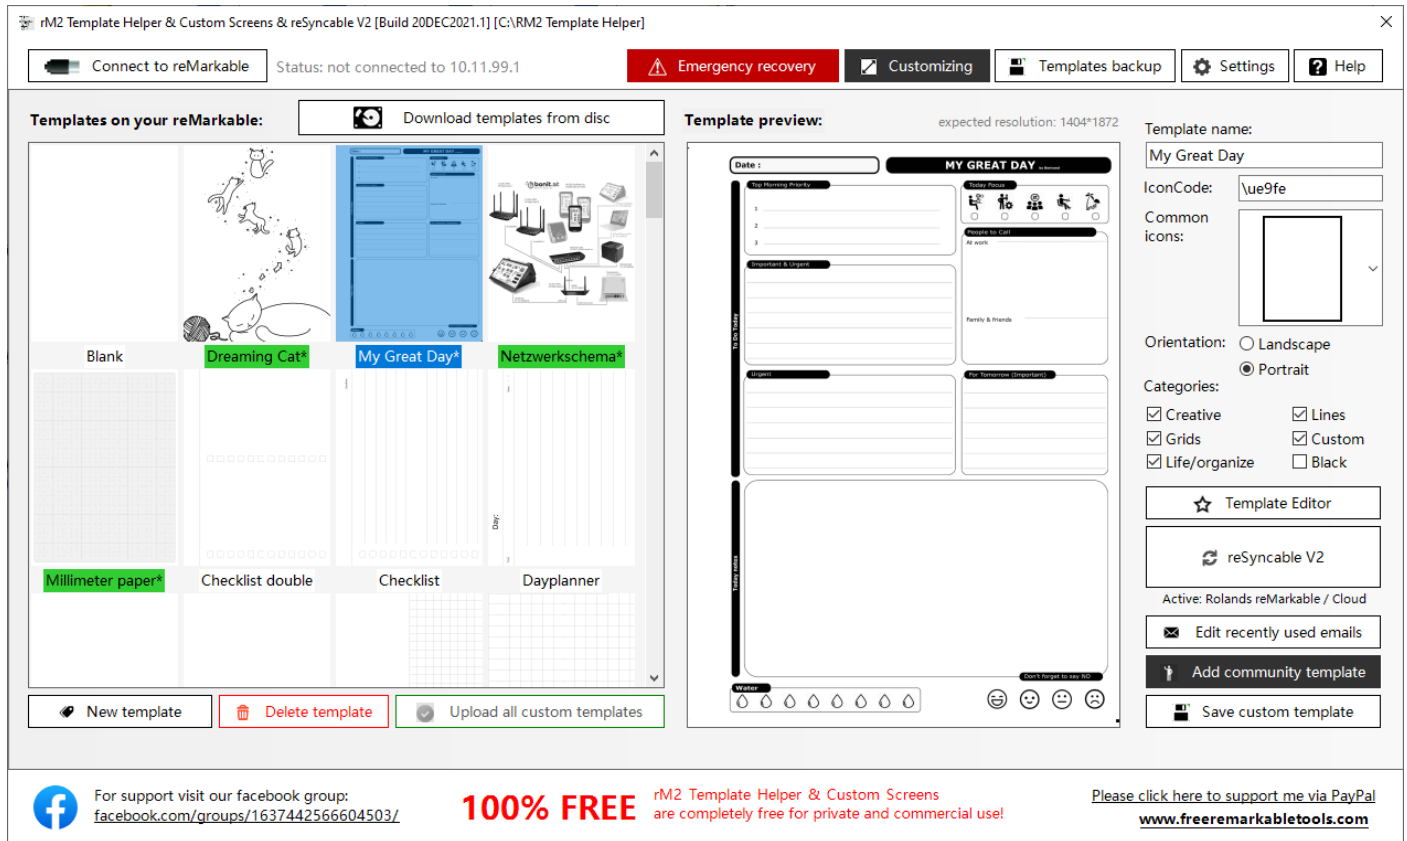 rM2 Template Helper & Custom Screens & reSyncable V2 [Build 20DEC2021.1] [C:\RM2 Template Helper]
Connect to reMarkable
Status: not connected to 10.11.99.1
Emergency recovery
Customizing
Templates backup
Settings
Help
Templates on your reMarkable:
Download templates from disc
Blank
Dreaming Cat*
My Great Day*
bonit.at
Netzwerkschema*
Millimeter paper*
Checklist double
Checklist
Day:
Dayplanner
New template
Delete template
Upload all custom templates
Template preview:
expected resolution: 1404*1872
Date :
MY GREAT DAY
Top Morning Priority
1
2
3
Today Focus
People to Call
At work
Family & friends
Important & Urgent
To Do Today
Urgent
For Tomorrow (Important)
Today notes
Don't forget to say NO
Water
Template name:
My Great Day
IconCode:
\ue9fe
Common
icons:
Orientation:
Landscape
Portrait
Categories:
Creative
Lines
Grids
Custom
Life/organize
Black
Template Editor
reSyncable V2
Active: Rolands reMarkable / Cloud
Edit recently used emails
Add community template
Save custom template
For support visit our facebook group:
facebook.com/groups/1637442566604503/
100% FREE
rM2 Template Helper & Custom Screens
are completely free for private and commercial use!
Please click here to support me via PayPal
www.freeremarkabletools.com